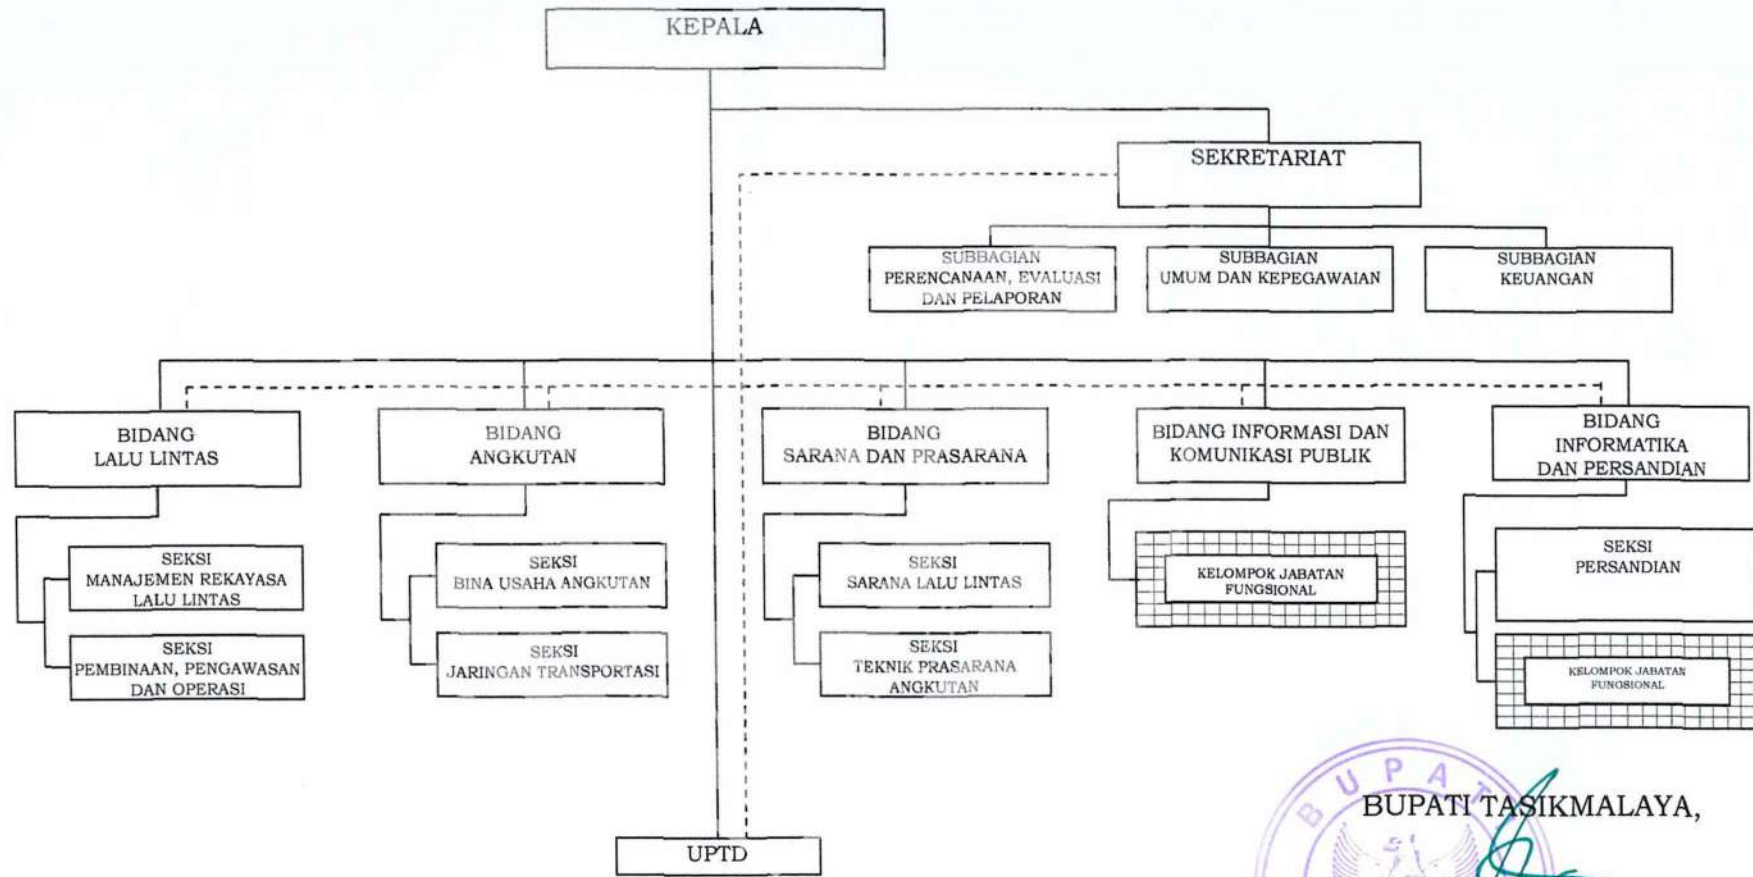 KEPALA
SEKRETARIAT
SUBBAGIAN
PERENCANAAN, EVALUASI
DAN PELAPORAN
SUBBAGIAN
UMUM DAN KEPEGAWAIAN
SUBBAGIAN
KEUANGAN
BIDANG
LALU LINTAS
BIDANG
ANGKUTAN
BIDANG
SARANA DAN PRASARANA
BIDANG INFORMASI DAN
KOMUNIKASI PUBLIK
BIDANG
INFORMATIKA
DAN PERSANDIAN
SEKSI
MANAJEMEN REKAYASA
LALU LINTAS
SEKSI
PEMBINAAN, PENGAWASAN
DAN OPERASI
SEKSI
BINA USAHA ANGKUTAN
SEKSI
JARINGAN TRANSPORTASI
SEKSI
SARANA LALU LINTAS
SEKSI
TEKNIK PRASARANA
ANGKUTAN
KELOMPOK JABATAN
FUNGSIONAL
SEKSI
PERSANDIAN
KELOMPOK JABATAN
FUNGSIONAL
UPTD
BUPATI
BUPATI TASIKMALAYA,